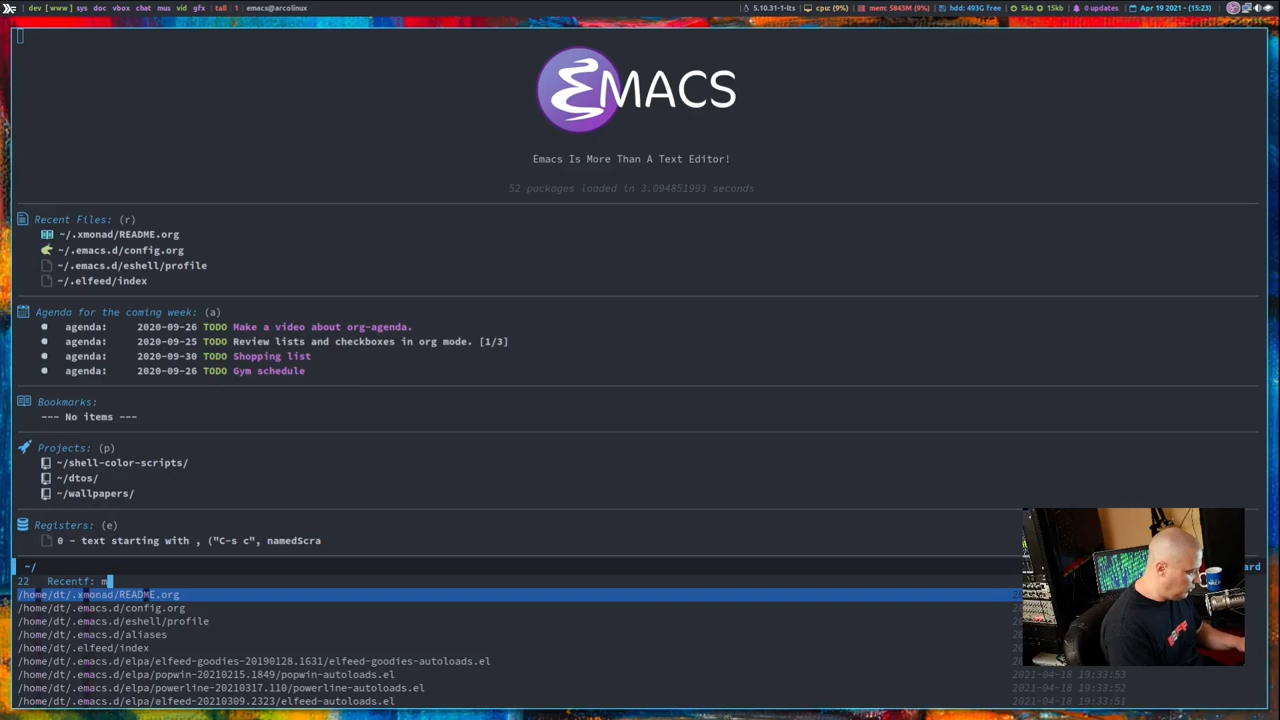 dev [ www ] sys doc vbox chat mus vid gfx | tall | 1 | emacs@arcolinux
5.10.31-1-lts | cpu: (9%) | mem: 5843M (9%) | hdd: 493G free | 5kb 15kb | 0 updates | Apr 19 2021 - (15:23)
EMACS
Emacs Is More Than A Text Editor!
52 packages loaded in 3.094851993 seconds
Recent Files: (r)
~/.xmonad/README.org
~/.emacs.d/config.org
~/.emacs.d/eshell/profile
~/.elfeed/index
Agenda for the coming week: (a)
agenda: 2020-09-26 TODO Make a video about org-agenda.
agenda: 2020-09-25 TODO Review lists and checkboxes in org mode. [1/3]
agenda: 2020-09-30 TODO Shopping list
agenda: 2020-09-26 TODO Gym schedule
Bookmarks:
--- No items ---
Projects: (p)
~/shell-color-scripts/
~/dtos/
~/wallpapers/
Registers: (e)
0 - text starting with , ("C-s c", namedScra
~/
22 Recentf: m
/home/dt/.xmonad/README.org
/home/dt/.emacs.d/config.org
/home/dt/.emacs.d/eshell/profile
/home/dt/.emacs.d/aliases
/home/dt/.elfeed/index
/home/dt/.emacs.d/elpa/elfeed-goodies-20190128.1631/elfeed-goodies-autoloads.el
/home/dt/.emacs.d/elpa/popwin-20210215.1849/popwin-autoloads.el 2021-04-18 19:33:53
/home/dt/.emacs.d/elpa/powerline-20210317.110/powerline-autoloads.el 2021-04-18 19:33:52
/home/dt/.emacs.d/elpa/elfeed-20210309.2323/elfeed-autoloads.el 2021-04-18 19:33:51